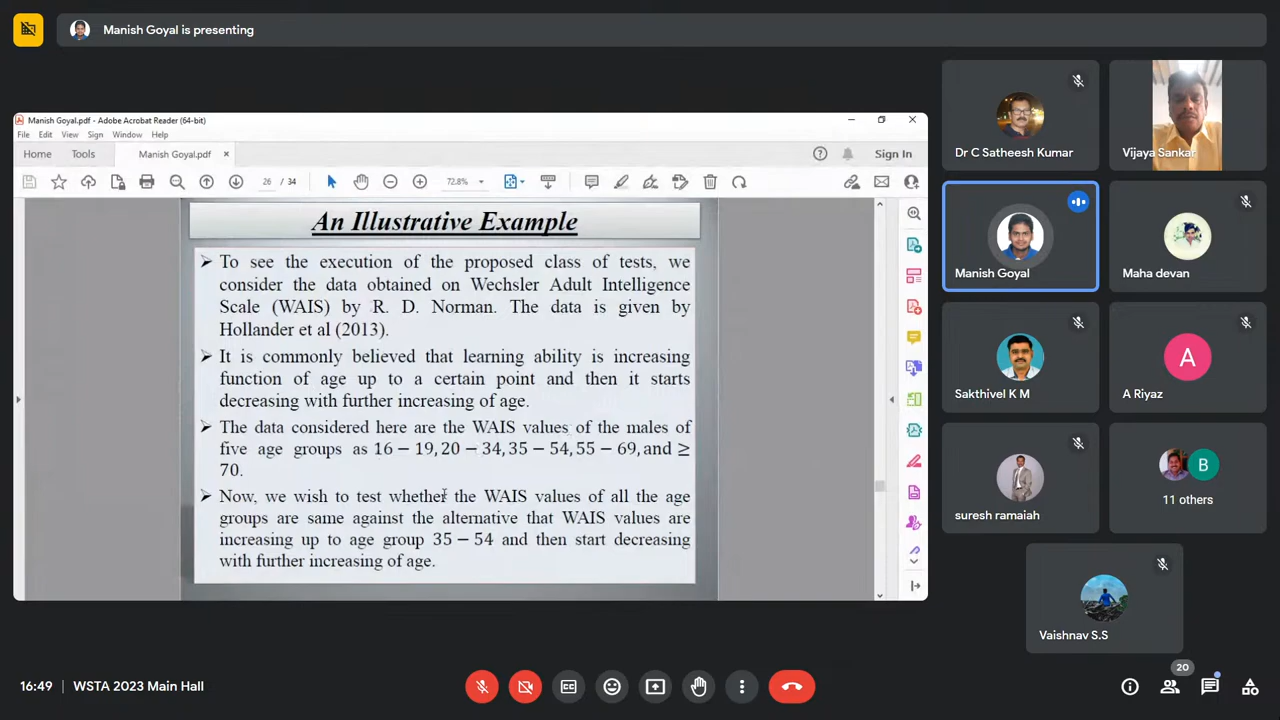 Manish Goyal is presenting
Manish Goyal.pdf - Adobe Acrobat Reader (64-bit)
File Edit View Sign Window Help
Home Tools Manish Goyal.pdf × Sign In
26 / 34 72.8%
An Illustrative Example
➢ To see the execution of the proposed class of tests, we
consider the data obtained on Wechsler Adult Intelligence
Scale (WAIS) by R. D. Norman. The data is given by
Hollander et al (2013).
➢ It is commonly believed that learning ability is increasing
function of age up to a certain point and then it starts
decreasing with further increasing of age.
➢ The data considered here are the WAIS values of the males of
five age groups as 16 − 19, 20 − 34, 35 − 54, 55 − 69, and ≥
70.
➢ Now, we wish to test whether the WAIS values of all the age
groups are same against the alternative that WAIS values are
increasing up to age group 35 − 54 and then start decreasing
with further increasing of age.
Dr C Satheesh Kumar
Vijaya Sankar
Manish Goyal
Maha devan
Sakthivel K M
A
A Riyaz
suresh ramaiah
B
11 others
Vaishnav S.S
16:49 | WSTA 2023 Main Hall
CC
20